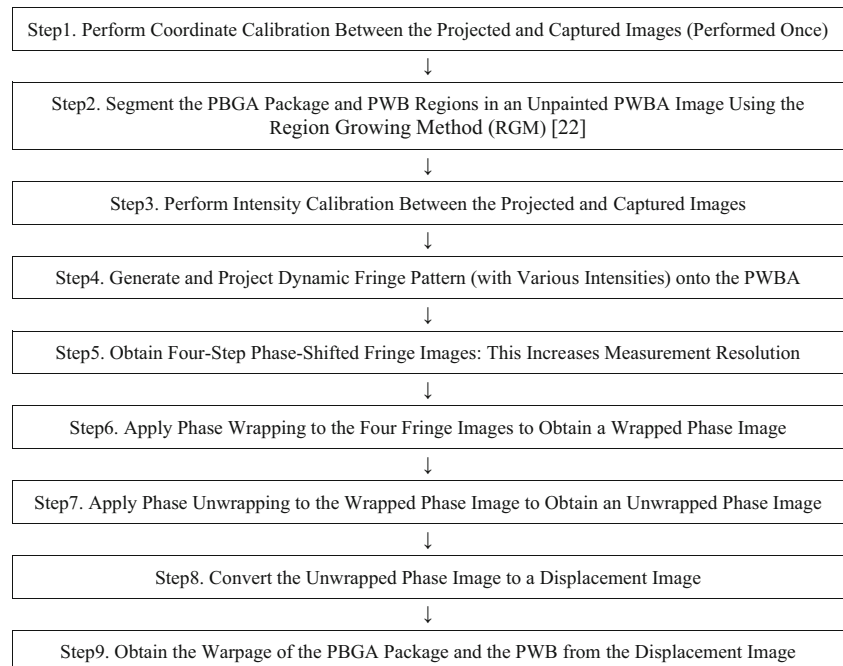 Step1. Perform Coordinate Calibration Between the Projected and Captured Images (Performed Once)
↓
Step2. Segment the PBGA Package and PWB Regions in an Unpainted PWBA Image Using the
Region Growing Method (RGM) [22]
↓
Step3. Perform Intensity Calibration Between the Projected and Captured Images
↓
Step4. Generate and Project Dynamic Fringe Pattern (with Various Intensities) onto the PWBA
↓
Step5. Obtain Four-Step Phase-Shifted Fringe Images: This Increases Measurement Resolution
↓
Step6. Apply Phase Wrapping to the Four Fringe Images to Obtain a Wrapped Phase Image
↓
Step7. Apply Phase Unwrapping to the Wrapped Phase Image to Obtain an Unwrapped Phase Image
↓
Step8. Convert the Unwrapped Phase Image to a Displacement Image
↓
Step9. Obtain the Warpage of the PBGA Package and the PWB from the Displacement Image